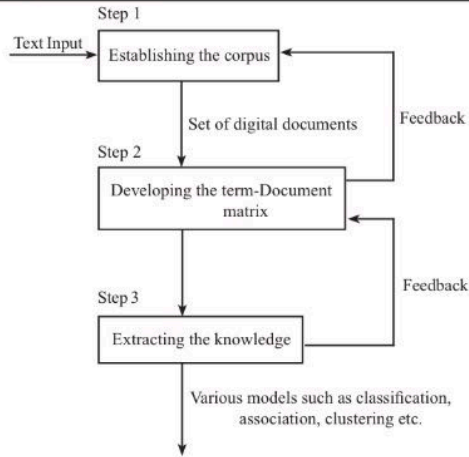 Step 1
Text Input
Establishing the corpus
Set of digital documents
Feedback
Step 2
Developing the term-Document
matrix
Feedback
Step 3
Extracting the knowledge
Various models such as classification,
association, clustering etc.